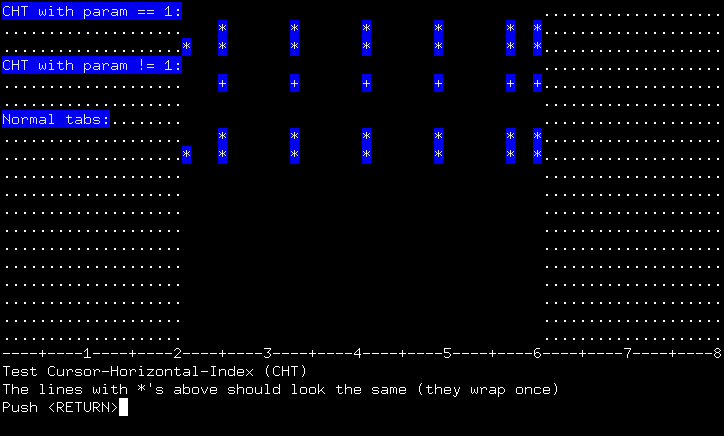 CHT with param == 1:                                        ....................
....................    *       *       *       *       *  *....................
....................*   *       *       *       *       *  *....................
CHT with param != 1:                                        ....................
....................    +       +       +       +       +  +....................
....................                                        ....................
Normal tabs:........                                        ....................
....................    *       *       *       *       *  *....................
....................*   *       *       *       *       *  *....................
....................                                        ....................
....................                                        ....................
....................                                        ....................
....................                                        ....................
....................                                        ....................
....................                                        ....................
....................                                        ....................
....................                                        ....................
....................                                        ....................
....................                                        ....................
----+----1----+----2----+----3----+----4----+----5----+----6----+----7----+----8
Test Cursor-Horizontal-Index (CHT)
The lines with *'s above should look the same (they wrap once)
Push <RETURN>